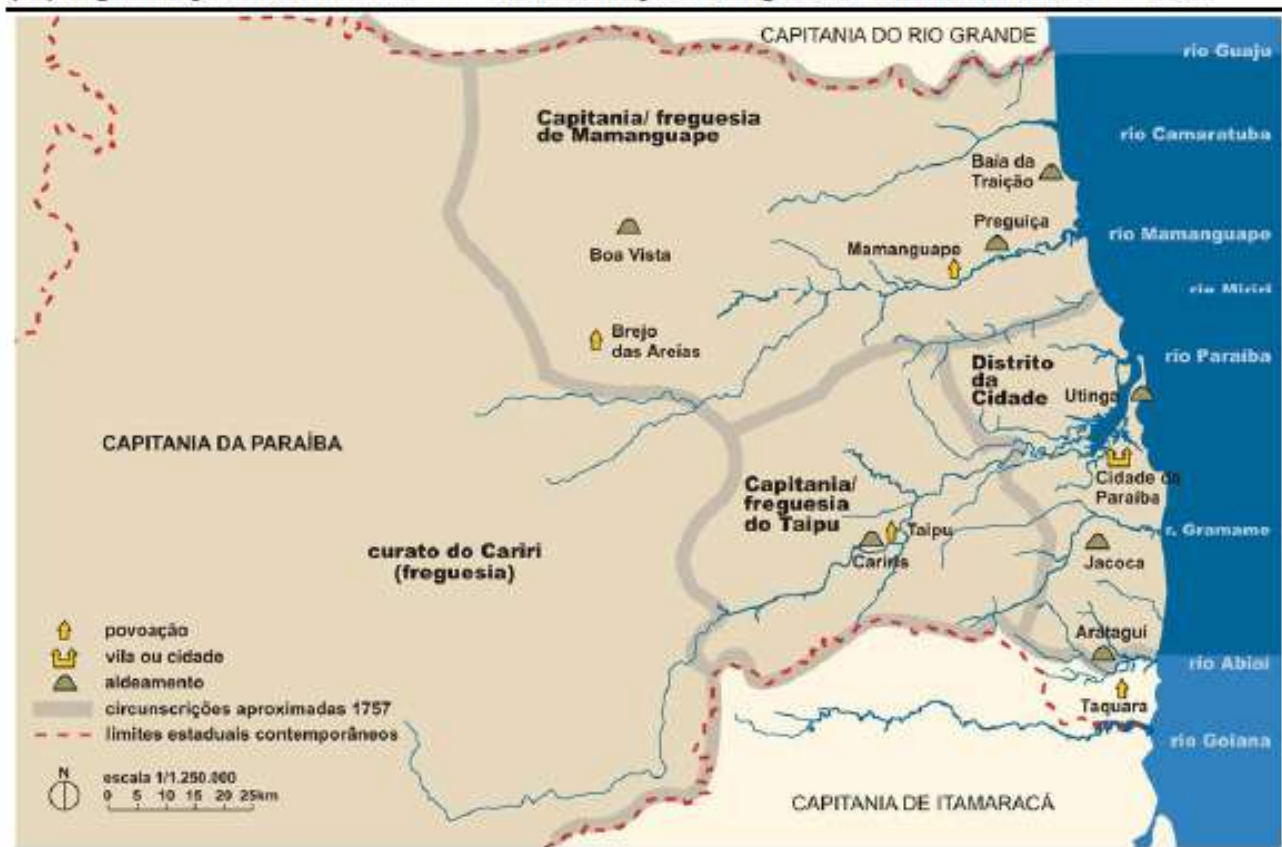 CAPITANIA DO RIO GRANDE
rio Guaju
Capitania/ freguesia
de Mamanguape
rio Camaratuba
Baía da
Traição
Preguiça
rio Mamanguape
Mamanguape
Boa Vista
rio Miriri
Brejo
das Areias
rio Paraíba
Distrito
da
Cidade
Utinga
CAPITANIA DA PARAÍBA
Cidade da
Paraíba
Capitania/
freguesia
do Taipu
Taipu
r. Gramame
Cariris
Jacoca
curato do Cariri
(freguesia)
Aratagui
rio Abiaí
Taquara
rio Goiana
CAPITANIA DE ITAMARACÁ
povoação
vila ou cidade
aldeamento
circunscrições aproximadas 1757
limites estaduais contemporâneos
N
escala 1/1.250.000
0 5 10 15 20 25km